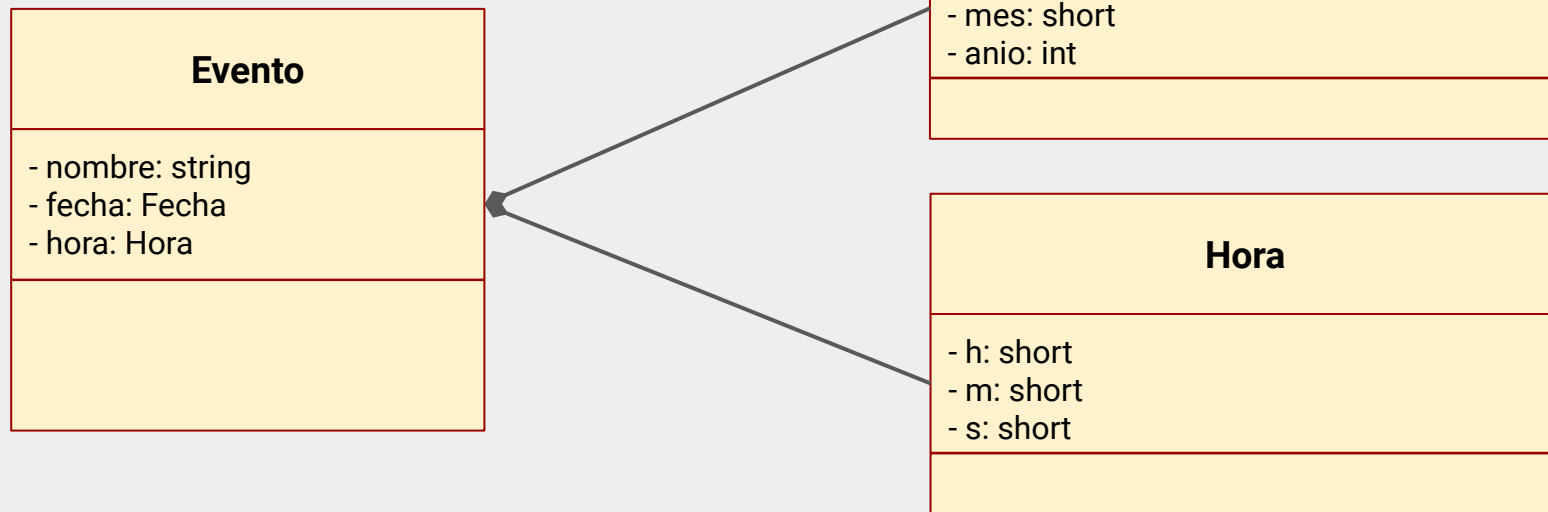 Evento
- nombre: string
- fecha: Fecha
- hora: Hora
- mes: short
- anio: int
Hora
- h: short
- m: short
- s: short